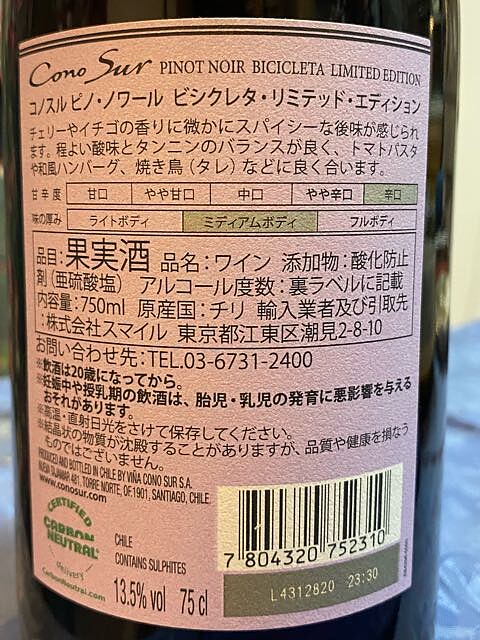 Cono Sur PINOT NOIR BICICLETA LIMITED EDITION
コノスル ピノ・ノワール ビシクレタ・リミテッド・エディション
チェリーやイチゴの香りに微かにスパイシーな後味が感じられ
ます。程よい酸味とタンニンのバランスが良く、トマトパスタ
や和風ハンバーグ、焼き鳥（タレ）などに良く合います。
甘辛度 甘口 やや甘口 中口 やや辛口 辛口
味の厚み ライトボディ ミディアムボディ フルボディ
品目：果実酒 品名：ワイン 添加物：酸化防止
剤（亜硫酸塩） アルコール度数：裏ラベルに記載
内容量：750ml 原産国：チリ 輸入業者及び引取先
：株式会社スマイル 東京都江東区潮見2-8-10
お問い合わせ先：TEL.03-6731-2400
※飲酒は20歳になってから。
※妊娠中や授乳期の飲酒は、胎児・乳児の発育に悪影響を与える
おそれがあります。
※高温・直射日光をさけて保存してください。
※結晶状の物質が沈殿することがありますが、品質や健康を損なう
ものではございません。
PRODUCED AND BOTTLED IN CHILE BY VIÑA CONO SUR S.A.
NUEVA TAJAMAR 481. TORRE NORTE, OF.1901, SANTIAGO, CHILE
www.conosur.com
CERTIFIED
CARBON
NEUTRAL
delivery
CarbonNeutral.com
CHILE
CONTAINS SULPHITES
13.5% vol 75 cl
7 804320 752310
L4312820 23:30